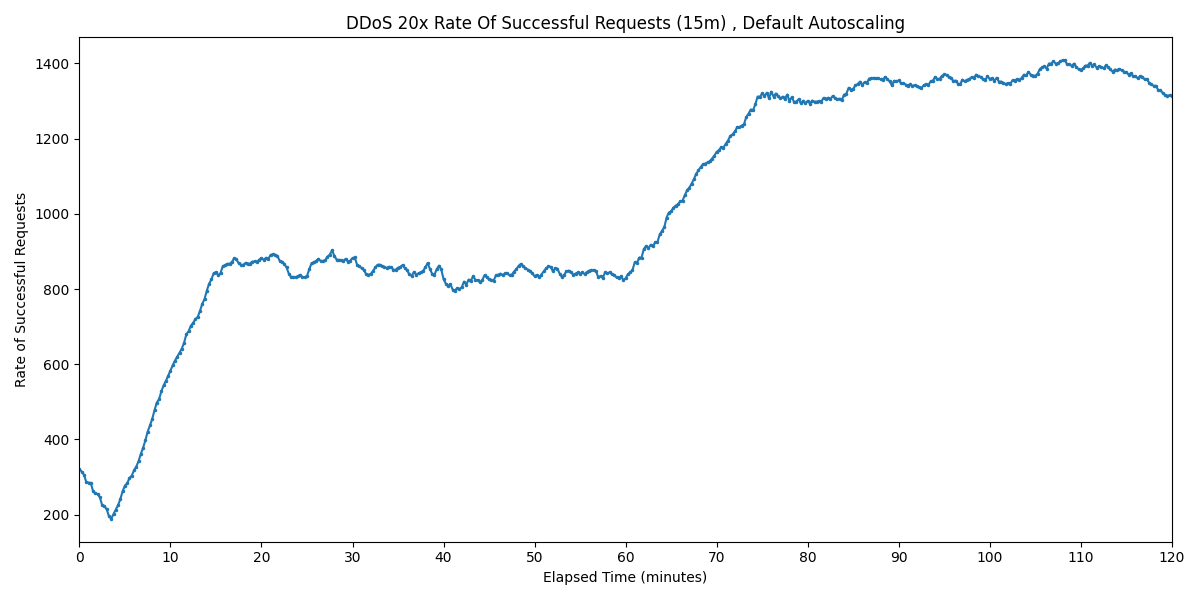 DDoS 20x Rate Of Successful Requests (15m) , Default Autoscaling
Rate of Successful Requests
1400
1200
1000
800
600
400
200
0 10 20 30 40 50 60 70 80 90 100 110 120
Elapsed Time (minutes)